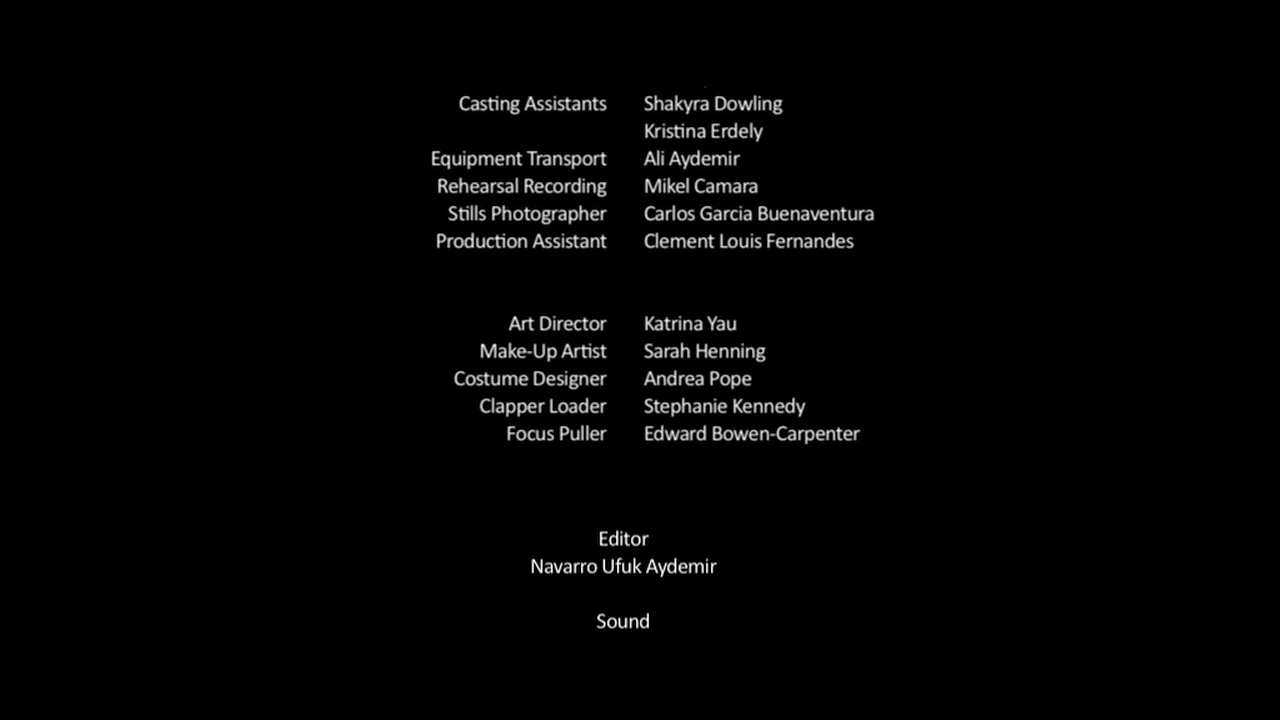 Casting Assistants Shakyra Dowling
Kristina Erdely
Equipment Transport Ali Aydemir
Rehearsal Recording Mikel Camara
Stills Photographer Carlos Garcia Buenaventura
Production Assistant Clement Louis Fernandes
Art Director Katrina Yau
Make-Up Artist Sarah Henning
Costume Designer Andrea Pope
Clapper Loader Stephanie Kennedy
Focus Puller Edward Bowen-Carpenter
Editor
Navarro Ufuk Aydemir
Sound